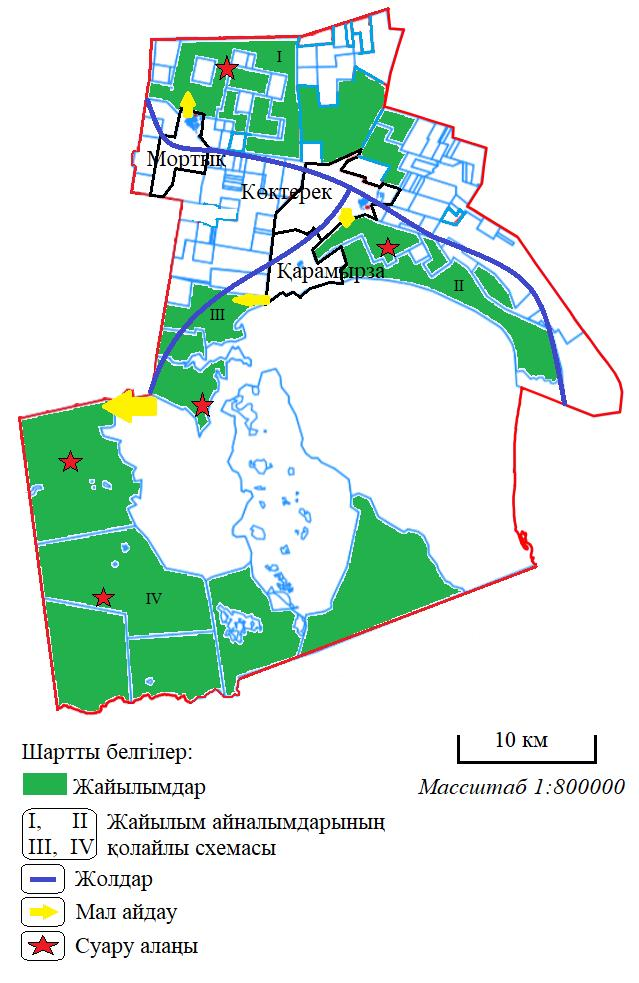 I
Мортық
Көктерек
Қарамырза
II
III
IV
10 км
Шартты белгілер:
Масштаб 1:800000
Жайылымдар
I, II
III, IV
Жайылым айналымдарының
қолайлы схемасы
Жолдар
Мал айдау
Суару алаңы